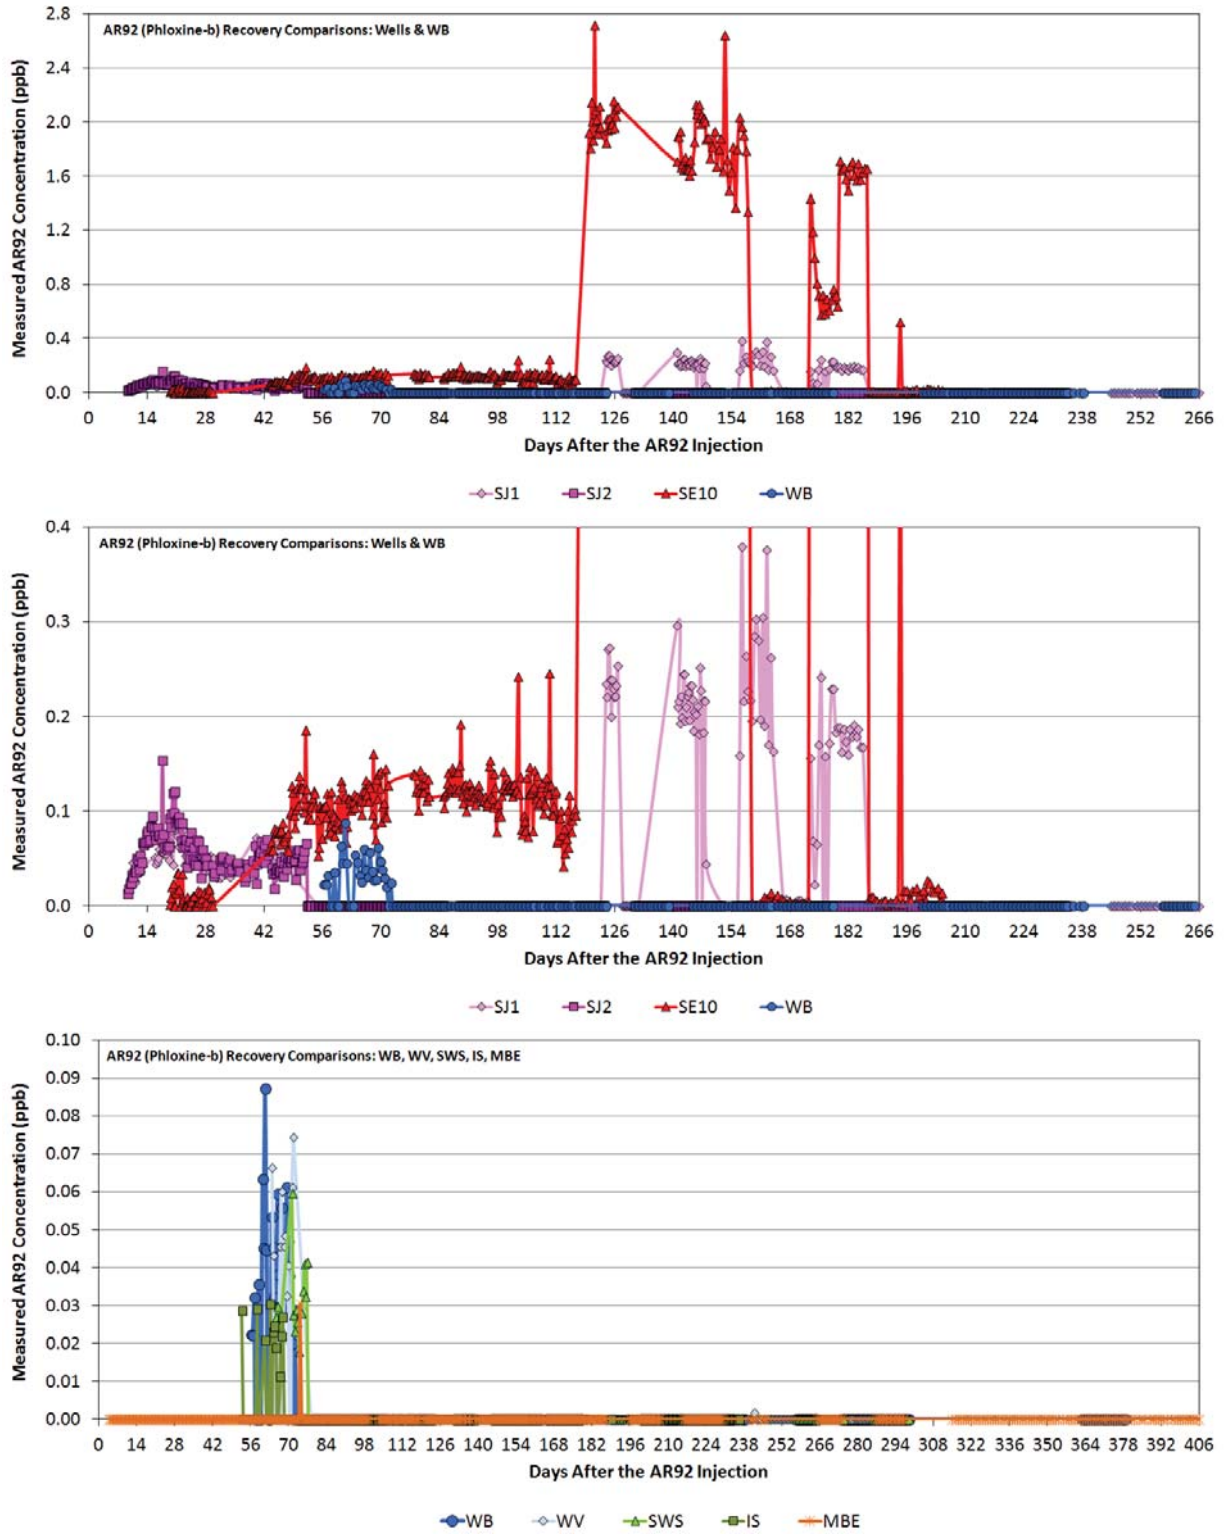 AR92 (Phloxine-b) Recovery Comparisons: Wells & WB
Measured AR92 Concentration (ppb)
2.8
2.4
2.0
1.6
1.2
0.8
0.4
0.0
0 14 28 42 56 70 84 98 112 126 140 154 168 182 196 210 224 238 252 266
Days After the AR92 Injection
SJ1 SJ2 SE10 WB
AR92 (Phloxine-b) Recovery Comparisons: Wells & WB
Measured AR92 Concentration (ppb)
0.4
0.3
0.2
0.1
0.0
0 14 28 42 56 70 84 98 112 126 140 154 168 182 196 210 224 238 252 266
Days After the AR92 Injection
SJ1 SJ2 SE10 WB
AR92 (Phloxine-b) Recovery Comparisons: WB, WV, SWS, IS, MBE
Measured AR92 Concentration (ppb)
0.10
0.09
0.08
0.07
0.06
0.05
0.04
0.03
0.02
0.01
0.00
0 14 28 42 56 70 84 98 112 126 140 154 168 182 196 210 224 238 252 266 280 294 308 322 336 350 364 378 392 406
Days After the AR92 Injection
WB WV SWS IS MBE